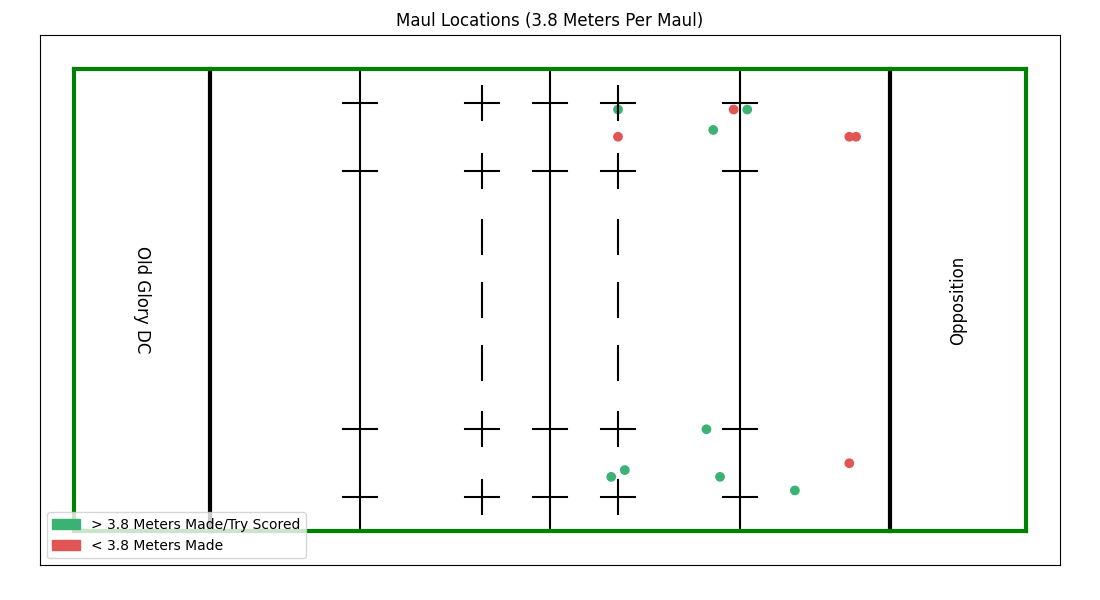 Maul Locations (3.8 Meters Per Maul)
Old Glory DC
Opposition
> 3.8 Meters Made/Try Scored
< 3.8 Meters Made